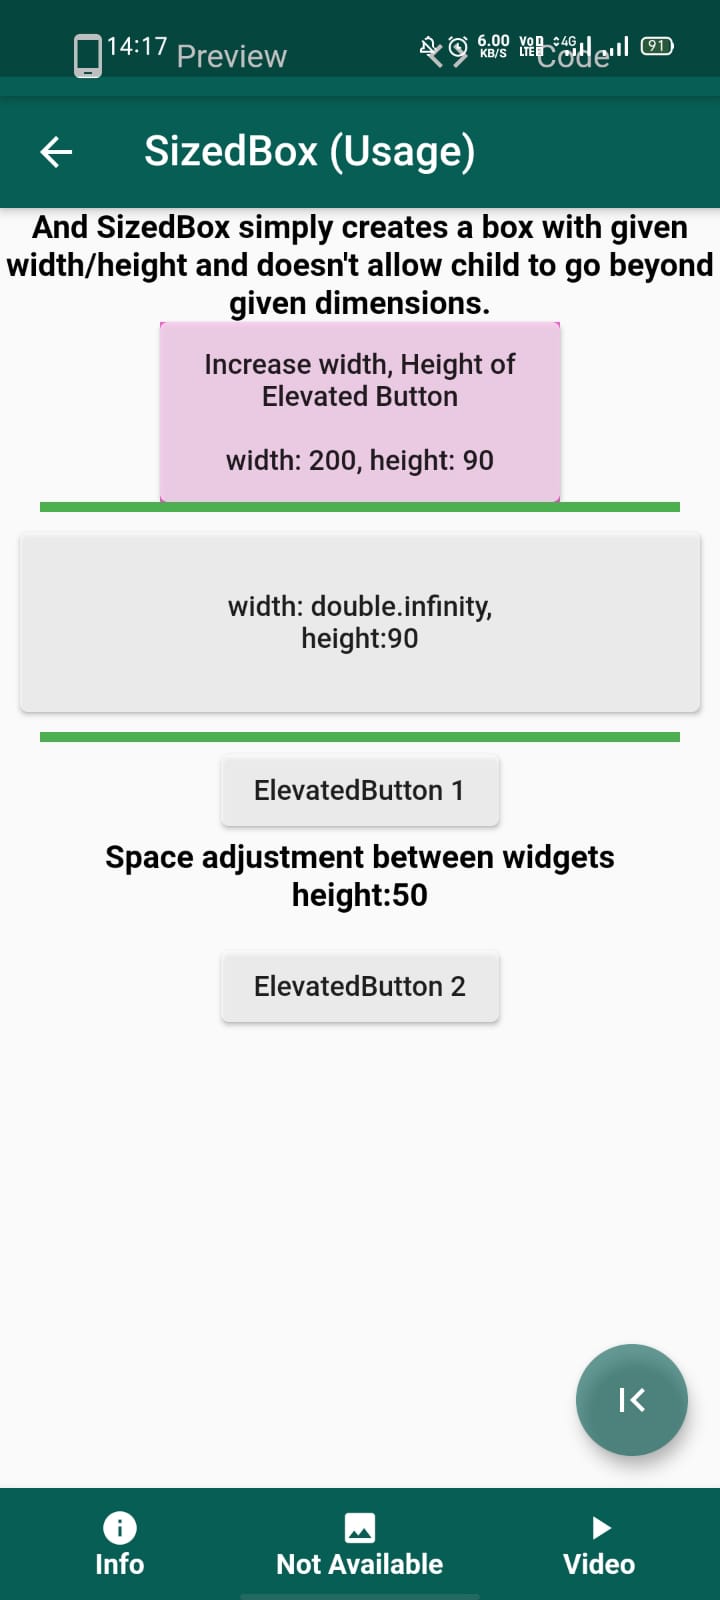 14:17 Preview 6.00 KB/S VoD LTE 4G Code 91
SizedBox (Usage)
And SizedBox simply creates a box with given
width/height and doesn't allow child to go beyond
given dimensions.
Increase width, Height of
Elevated Button
width: 200, height: 90
width: double.infinity,
height:90
ElevatedButton 1
Space adjustment between widgets
height:50
ElevatedButton 2
Info Not Available Video